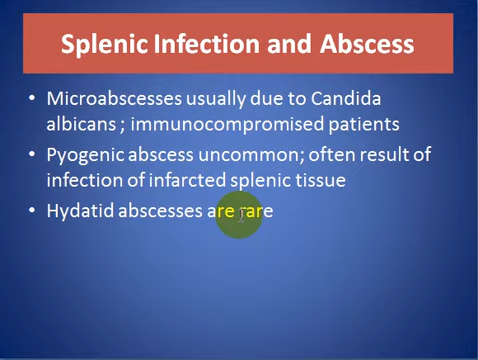 Splenic Infection and Abscess
• Microabscesses usually due to Candida
albicans ; immunocompromised patients
• Pyogenic abscess uncommon; often result of
infection of infarcted splenic tissue
• Hydatid abscesses are rare